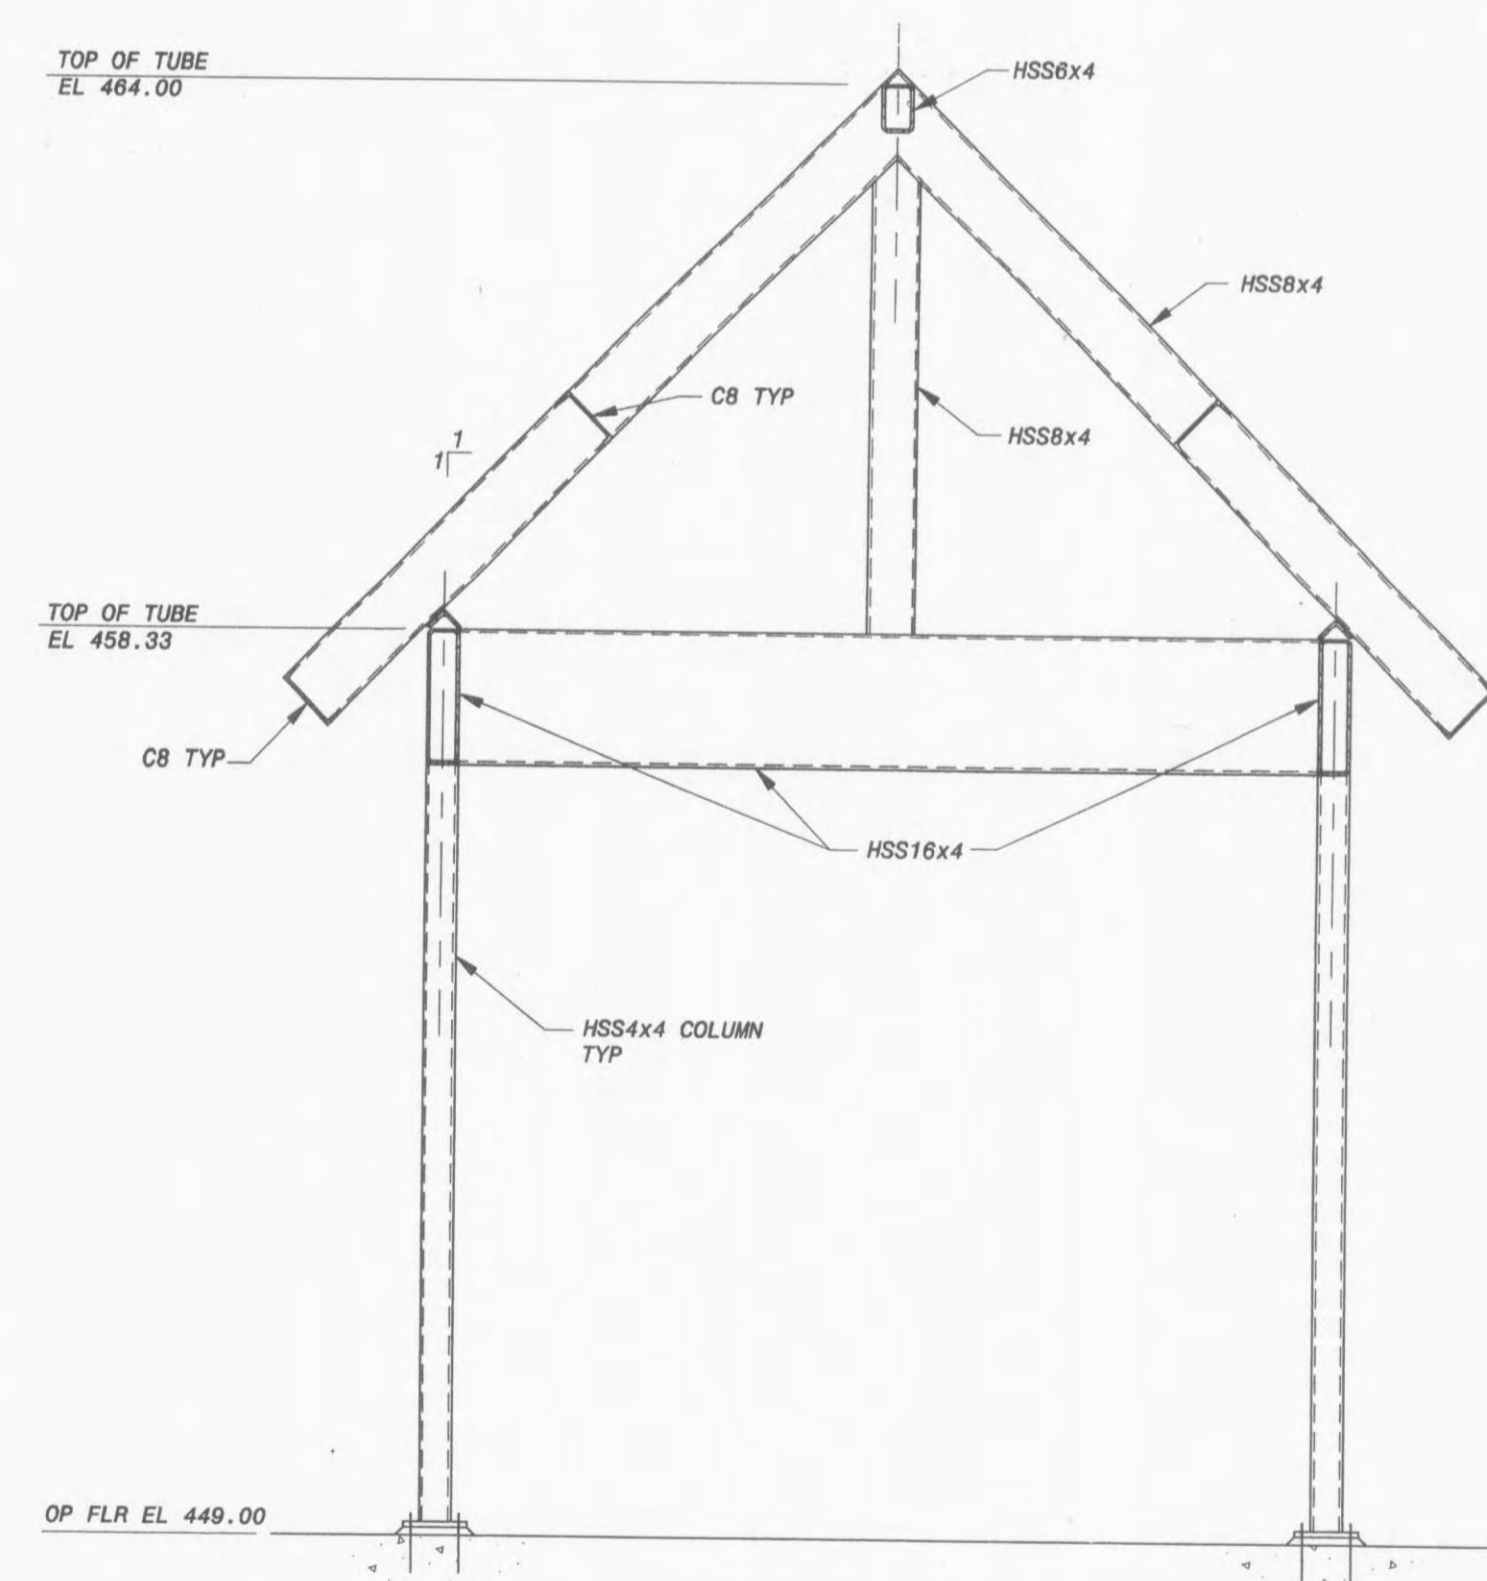 TOP OF TUBE
EL 464.00
HSS6x4
HSS8x4
C8 TYP
HSS8x4
1
1
TOP OF TUBE
EL 458.33
C8 TYP
HSS16x4
HSS4x4 COLUMN
TYP
OP FLR EL 449.00